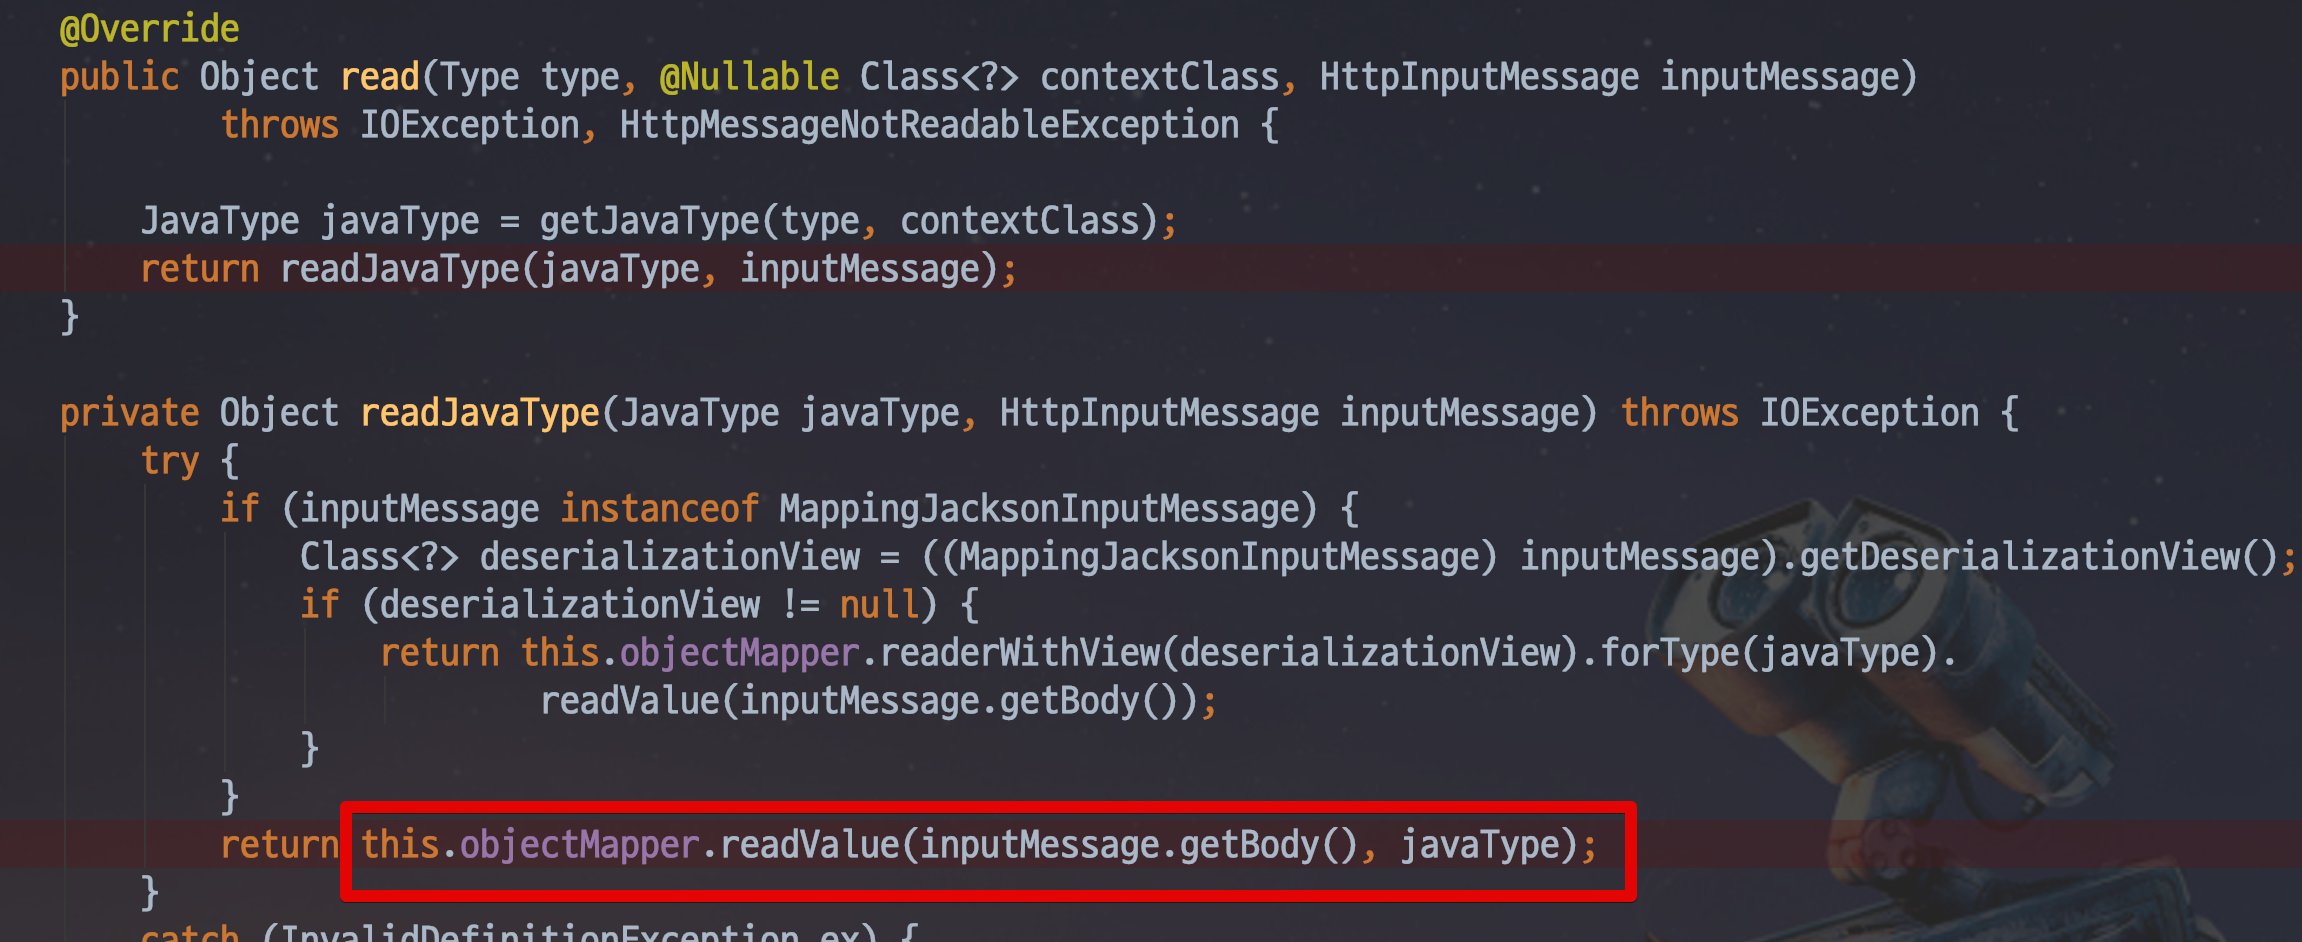 @Override
public Object read(Type type, @Nullable Class<?> contextClass, HttpInputMessage inputMessage)
throws IOException, HttpMessageNotReadableException {
JavaType javaType = getJavaType(type, contextClass);
return readJavaType(javaType, inputMessage);
}
private Object readJavaType(JavaType javaType, HttpInputMessage inputMessage) throws IOException {
try {
if (inputMessage instanceof MappingJacksonInputMessage) {
Class<?> deserializationView = ((MappingJacksonInputMessage) inputMessage).getDeserializationView();
if (deserializationView != null) {
return this.objectMapper.readerWithView(deserializationView).forType(javaType).
readValue(inputMessage.getBody());
}
}
return this.objectMapper.readValue(inputMessage.getBody(), javaType);
}
catch (InvalidDefinitionException ex) {